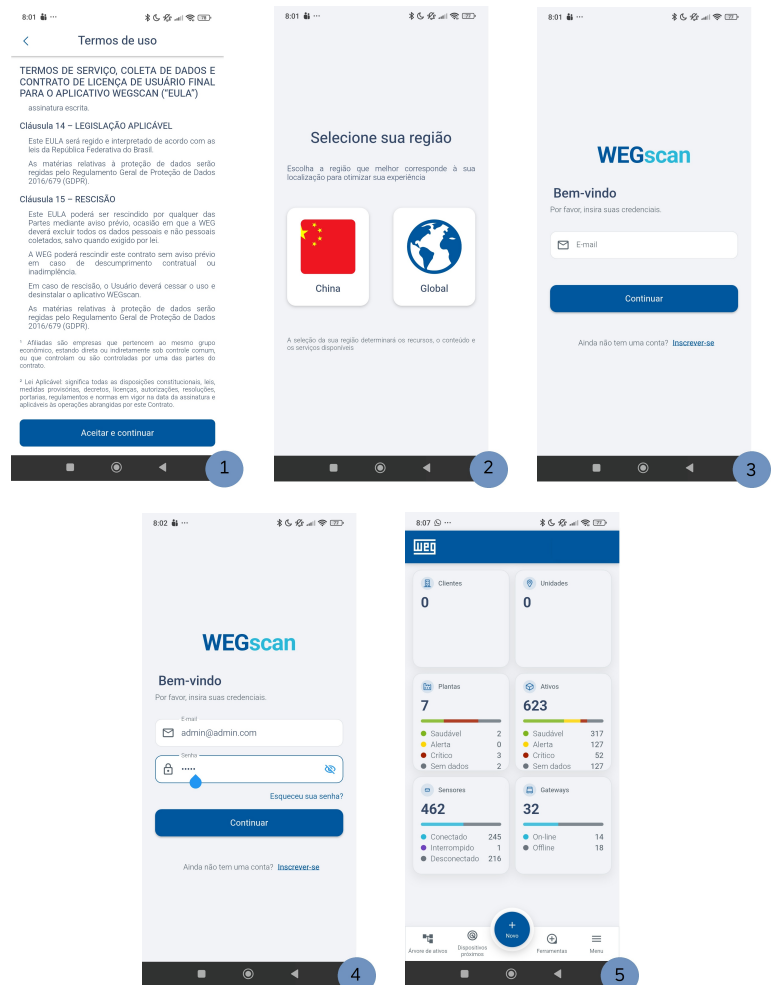 8:01
78
Termos de uso
TERMOS DE SERVIÇO, COLETA DE DADOS E
CONTRATO DE LICENÇA DE USUÁRIO FINAL
PARA O APLICATIVO WEGSCAN (“EULA”)
assinatura escrita.
Cláusula 14 – LEGISLAÇÃO APLICÁVEL
Este EULA será regido e interpretado de acordo com as
leis da República Federativa do Brasil.
As matérias relativas à proteção de dados serão
regidas pelo Regulamento Geral de Proteção de Dados
2016/679 (GDPR).
Cláusula 15 – RESCISÃO
Este EULA poderá ser rescindido por qualquer das
Partes mediante aviso prévio, ocasião em que a WEG
deverá excluir todos os dados pessoais e não pessoais
coletados, salvo quando exigido por lei.
A WEG poderá rescindir este contrato sem aviso prévio
em caso de descumprimento contratual ou
inadimplência.
Em caso de rescisão, o Usuário deverá cessar o uso e
desinstalar o aplicativo WEGscan.
As matérias relativas à proteção de dados serão
regidas pelo Regulamento Geral de Proteção de Dados
2016/679 (GDPR).
¹ Afiliadas são empresas que pertencem ao mesmo grupo
econômico, estando direta ou indiretamente sob controle comum,
ou que controlam ou são controladas por uma das partes do
contrato.
² Lei Aplicável: significa todas as disposições constitucionais, leis,
medidas provisórias, decretos, licenças, autorizações, resoluções,
portarias, regulamentos e normas em vigor na data da assinatura e
aplicáveis às operações abrangidas por este Contrato.
Aceitar e continuar
1
8:01
77
Selecione sua região
Escolha a região que melhor corresponde à sua
localização para otimizar sua experiência
China
Global
A seleção da sua região determinará os recursos, o conteúdo e
os serviços disponíveis
2
8:01
77
WEGscan
Bem-vindo
Por favor, insira suas credenciais.
E-mail
Continuar
Ainda não tem uma conta? Inscrever-se
3
8:02
77
WEGscan
Bem-vindo
Por favor, insira suas credenciais.
E-mail
admin@admin.com
Senha
•••••
Esqueceu sua senha?
Continuar
Ainda não tem uma conta? Inscrever-se
4
8:07
77
weg
Clientes
0
Unidades
0
Plantas
7
Saudável 2
Alerta 0
Crítico 3
Sem dados 2
Ativos
623
Saudável 317
Alerta 127
Crítico 52
Sem dados 127
Sensores
462
Conectado 245
Interrompido 1
Desconectado 216
Gateways
32
On-line 14
Offline 18
Árvore de ativos
Dispositivos
próximos
+
Novo
Ferramentas
Menu
5